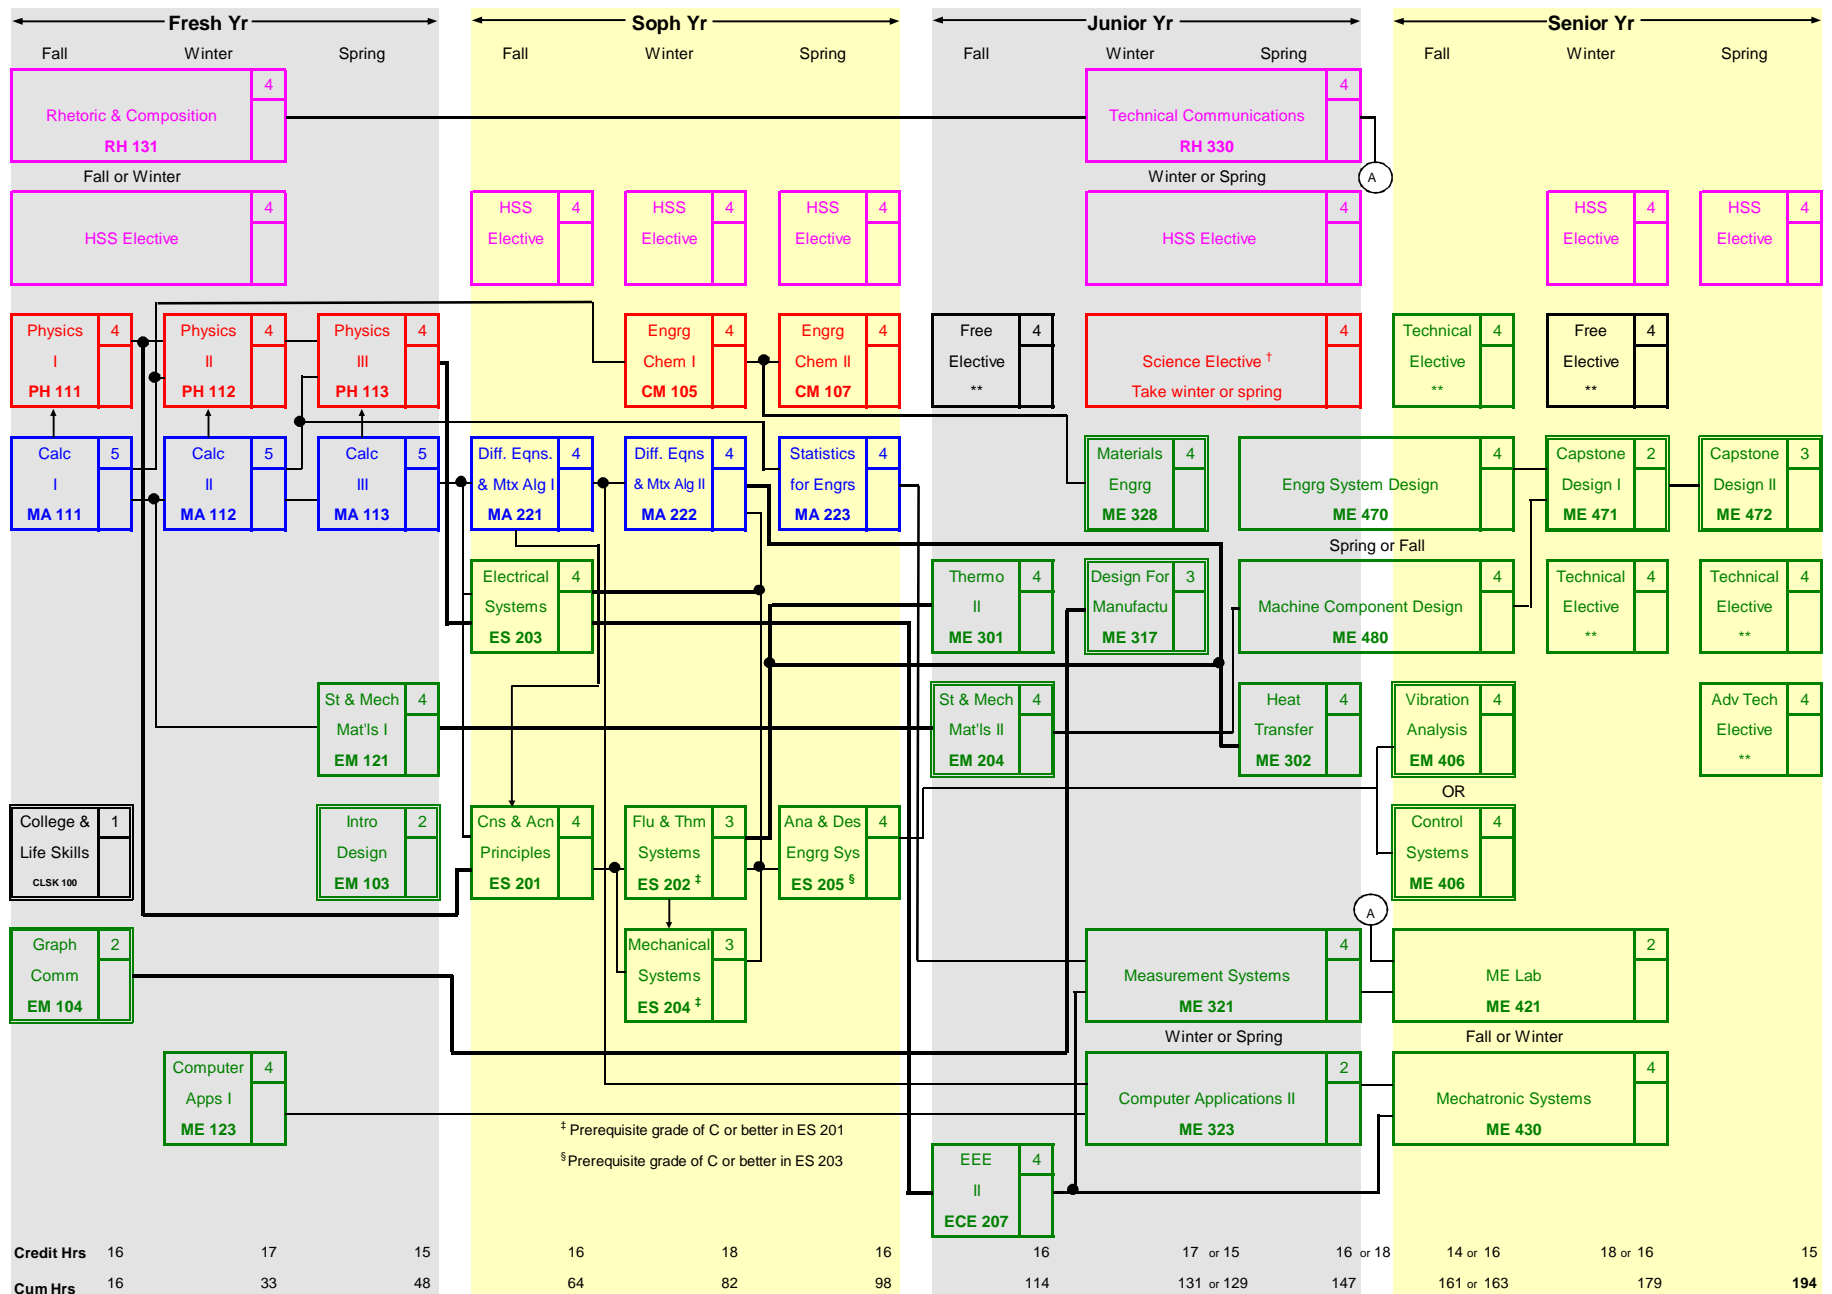 Fresh Yr Soph Yr Junior Yr Senior Yr
Fall Winter Spring Fall Winter Spring Fall Winter Spring Fall Winter Spring
4 4
Rhetoric & Composition Technical Communications
RH 131 RH 330
Fall or Winter Winter or Spring A
4 HSS 4 HSS 4 HSS 4 4 HSS 4 HSS 4
HSS Elective Elective Elective Elective HSS Elective Elective Elective
Physics 4 Physics 4 Physics 4 Engrg 4 Engrg 4 Free 4 4 Technical 4 Free 4
I II III Chem I Chem II Elective Science Elective † Elective Elective
PH 111 PH 112 PH 113 CM 105 CM 107 ** Take winter or spring ** **
Calc 5 Calc 5 Calc 5 Diff. Eqns. 4 Diff. Eqns 4 Statistics 4 Materials 4 4 Capstone 2 Capstone 3
I II III & Mtx Alg I & Mtx Alg II for Engrs Engrg Engrg System Design Design I Design II
MA 111 MA 112 MA 113 MA 221 MA 222 MA 223 ME 328 ME 470 ME 471 ME 472
Spring or Fall
Electrical 4 Thermo 4 Design For 3 4 Technical 4 Technical 4
Systems II Manufactu Machine Component Design Elective Elective
ES 203 ME 301 ME 317 ME 480 ** **
St & Mech 4 St & Mech 4 Heat 4 Vibration 4 Adv Tech 4
Mat'ls I Mat'ls II Transfer Analysis Elective
EM 121 EM 204 ME 302 EM 406 **
OR
College & 1 Intro 2 Cns & Acn 4 Flu & Thm 3 Ana & Des 4 Control 4
Life Skills Design Principles Systems Engrg Sys Systems
CLSK 100 EM 103 ES 201 ES 202 ‡ ES 205 § ME 406
A
Graph 2 Mechanical 3 4 2
Comm Systems Measurement Systems ME Lab
EM 104 ES 204 ‡ ME 321 ME 421
Winter or Spring Fall or Winter
Computer 4 2 4
Apps I Computer Applications II Mechatronic Systems
ME 123 ME 323 ME 430
‡ Prerequisite grade of C or better in ES 201
§ Prerequisite grade of C or better in ES 203
EEE 4
II
ECE 207
Credit Hrs 16 17 15 16 18 16 16 17 or 15 16 or 18 14 or 16 18 or 16 15
Cum Hrs 16 33 48 64 82 98 114 131 or 129 147 161 or 163 179 194